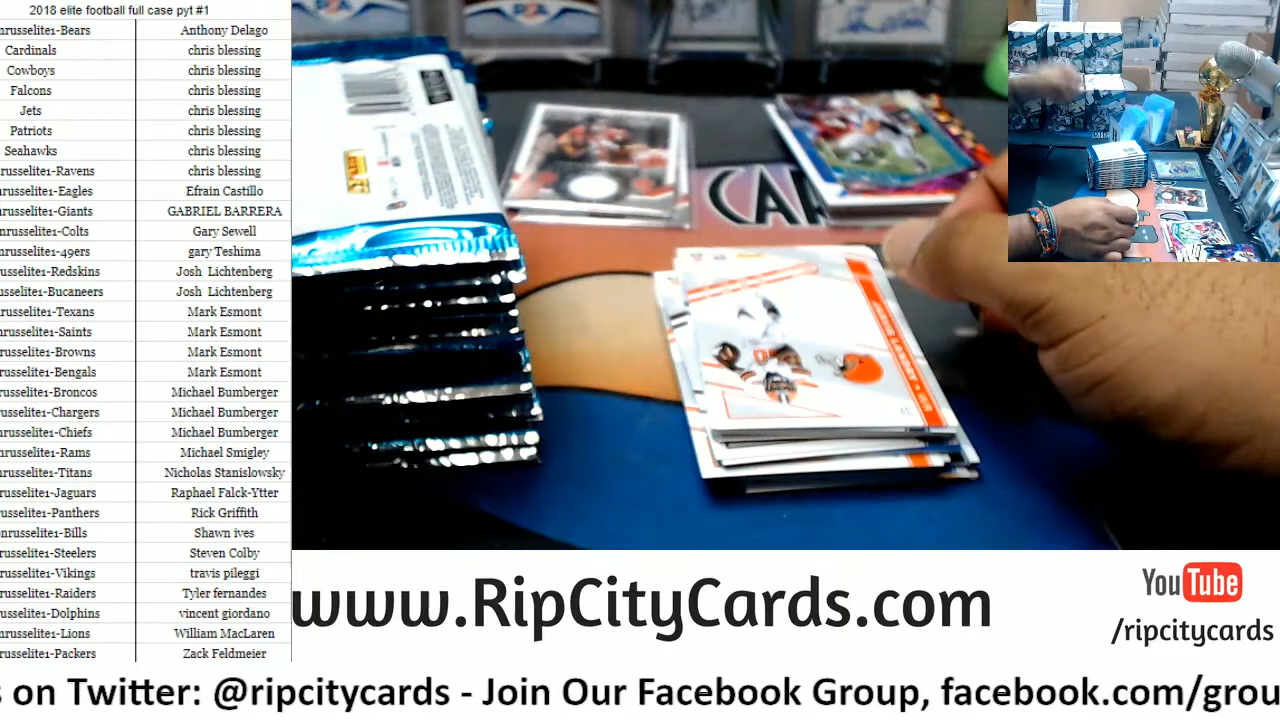 2018 elite football full case pyt #1
nrusselite1-Bears Anthony Delago
Cardinals chris blessing
Cowboys chris blessing
Falcons chris blessing
Jets chris blessing
Patriots chris blessing
Seahawks chris blessing
nrusselite1-Ravens chris blessing
nrusselite1-Eagles Efrain Castillo
nrusselite1-Giants GABRIEL BARRERA
nrusselite1-Colts Gary Sewell
nrusselite1-49ers gary Teshima
usselite1-Redskins Josh Lichtenberg
usselite1-Bucaneers Josh Lichtenberg
russelite1-Texans Mark Esmont
russelite1-Saints Mark Esmont
russelite1-Browns Mark Esmont
russelite1-Bengals Mark Esmont
russelite1-Broncos Michael Bumberger
russelite1-Chargers Michael Bumberger
nrusselite1-Chiefs Michael Bumberger
nrusselite1-Rams Michael Smigley
nrusselite1-Titans Nicholas Stanislowsky
russelite1-Jaguars Raphael Falck-Ytter
russelite1-Panthers Rick Griffith
onrusselite1-Bills Shawn ives
russelite1-Steelers Steven Colby
russelite1-Vikings travis pileggi
russelite1-Raiders Tyler fernandes
russelite1-Dolphins vincent giordano
nrusselite1-Lions William MacLaren
russelite1-Packers Zack Feldmeier
CAR
www.RipCityCards.com
YouTube
/ripcitycards
s on Twitter: @ripcitycards - Join Our Facebook Group, facebook.com/grou